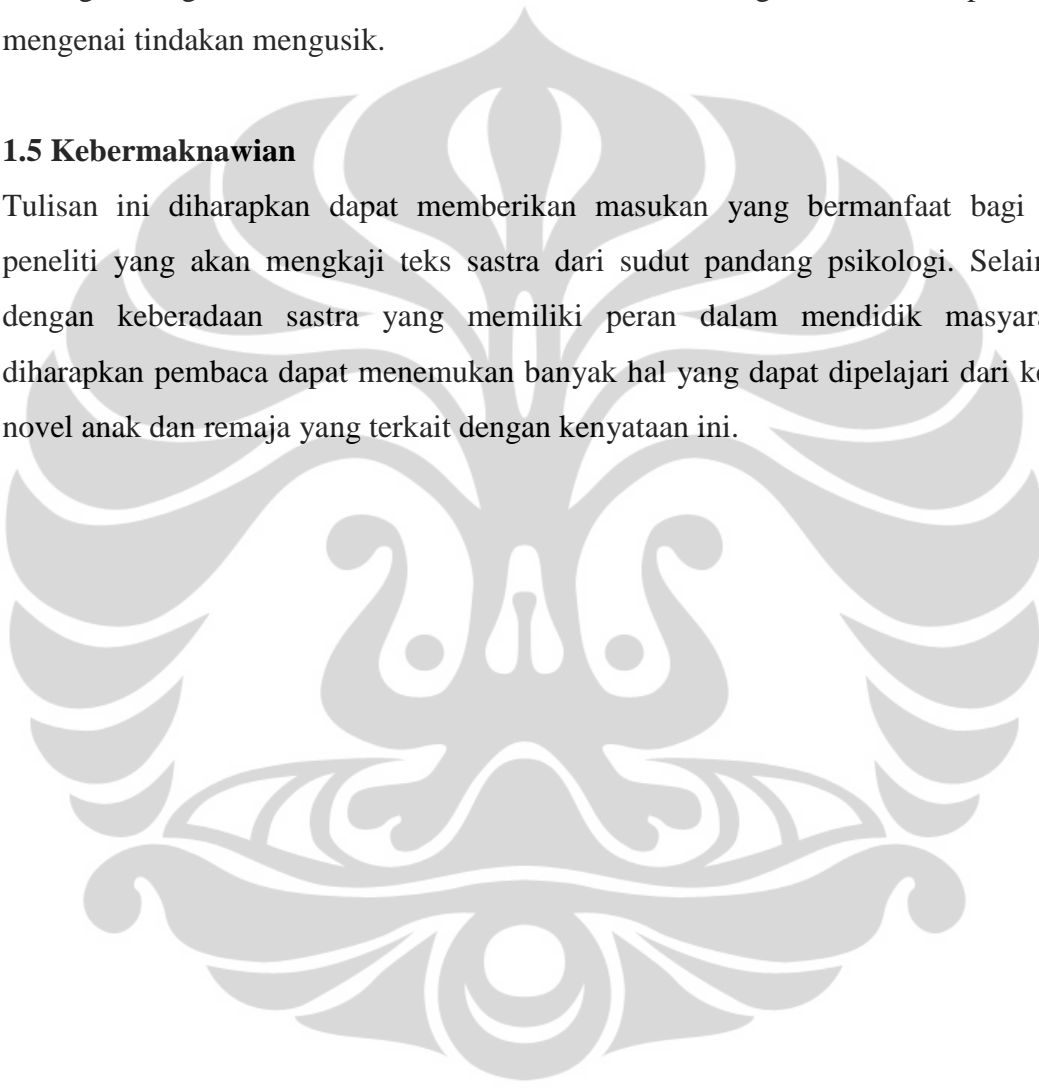 mengenai tindakan mengusik.
1.5 Kebermaknawian
Tulisan ini diharapkan dapat memberikan masukan yang bermanfaat bagi
peneliti yang akan mengkaji teks sastra dari sudut pandang psikologi.
dengan keberadaan sastra yang memiliki peran dalam mendidik
diharapkan pembaca dapat menemukan banyak hal yang dapat dipelajari dari
novel anak dan remaja yang terkait dengan kenyataan ini.